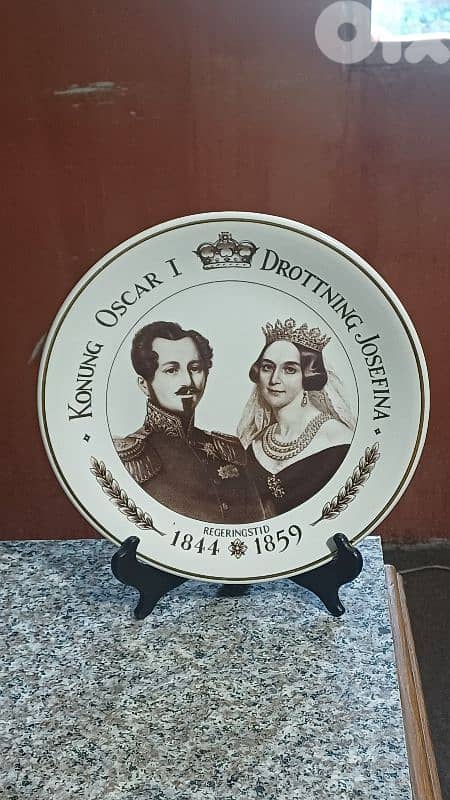 olx
KONUNG OSCAR I DROTTNING JOSEFINA
REGERINGSTID
1844 1859